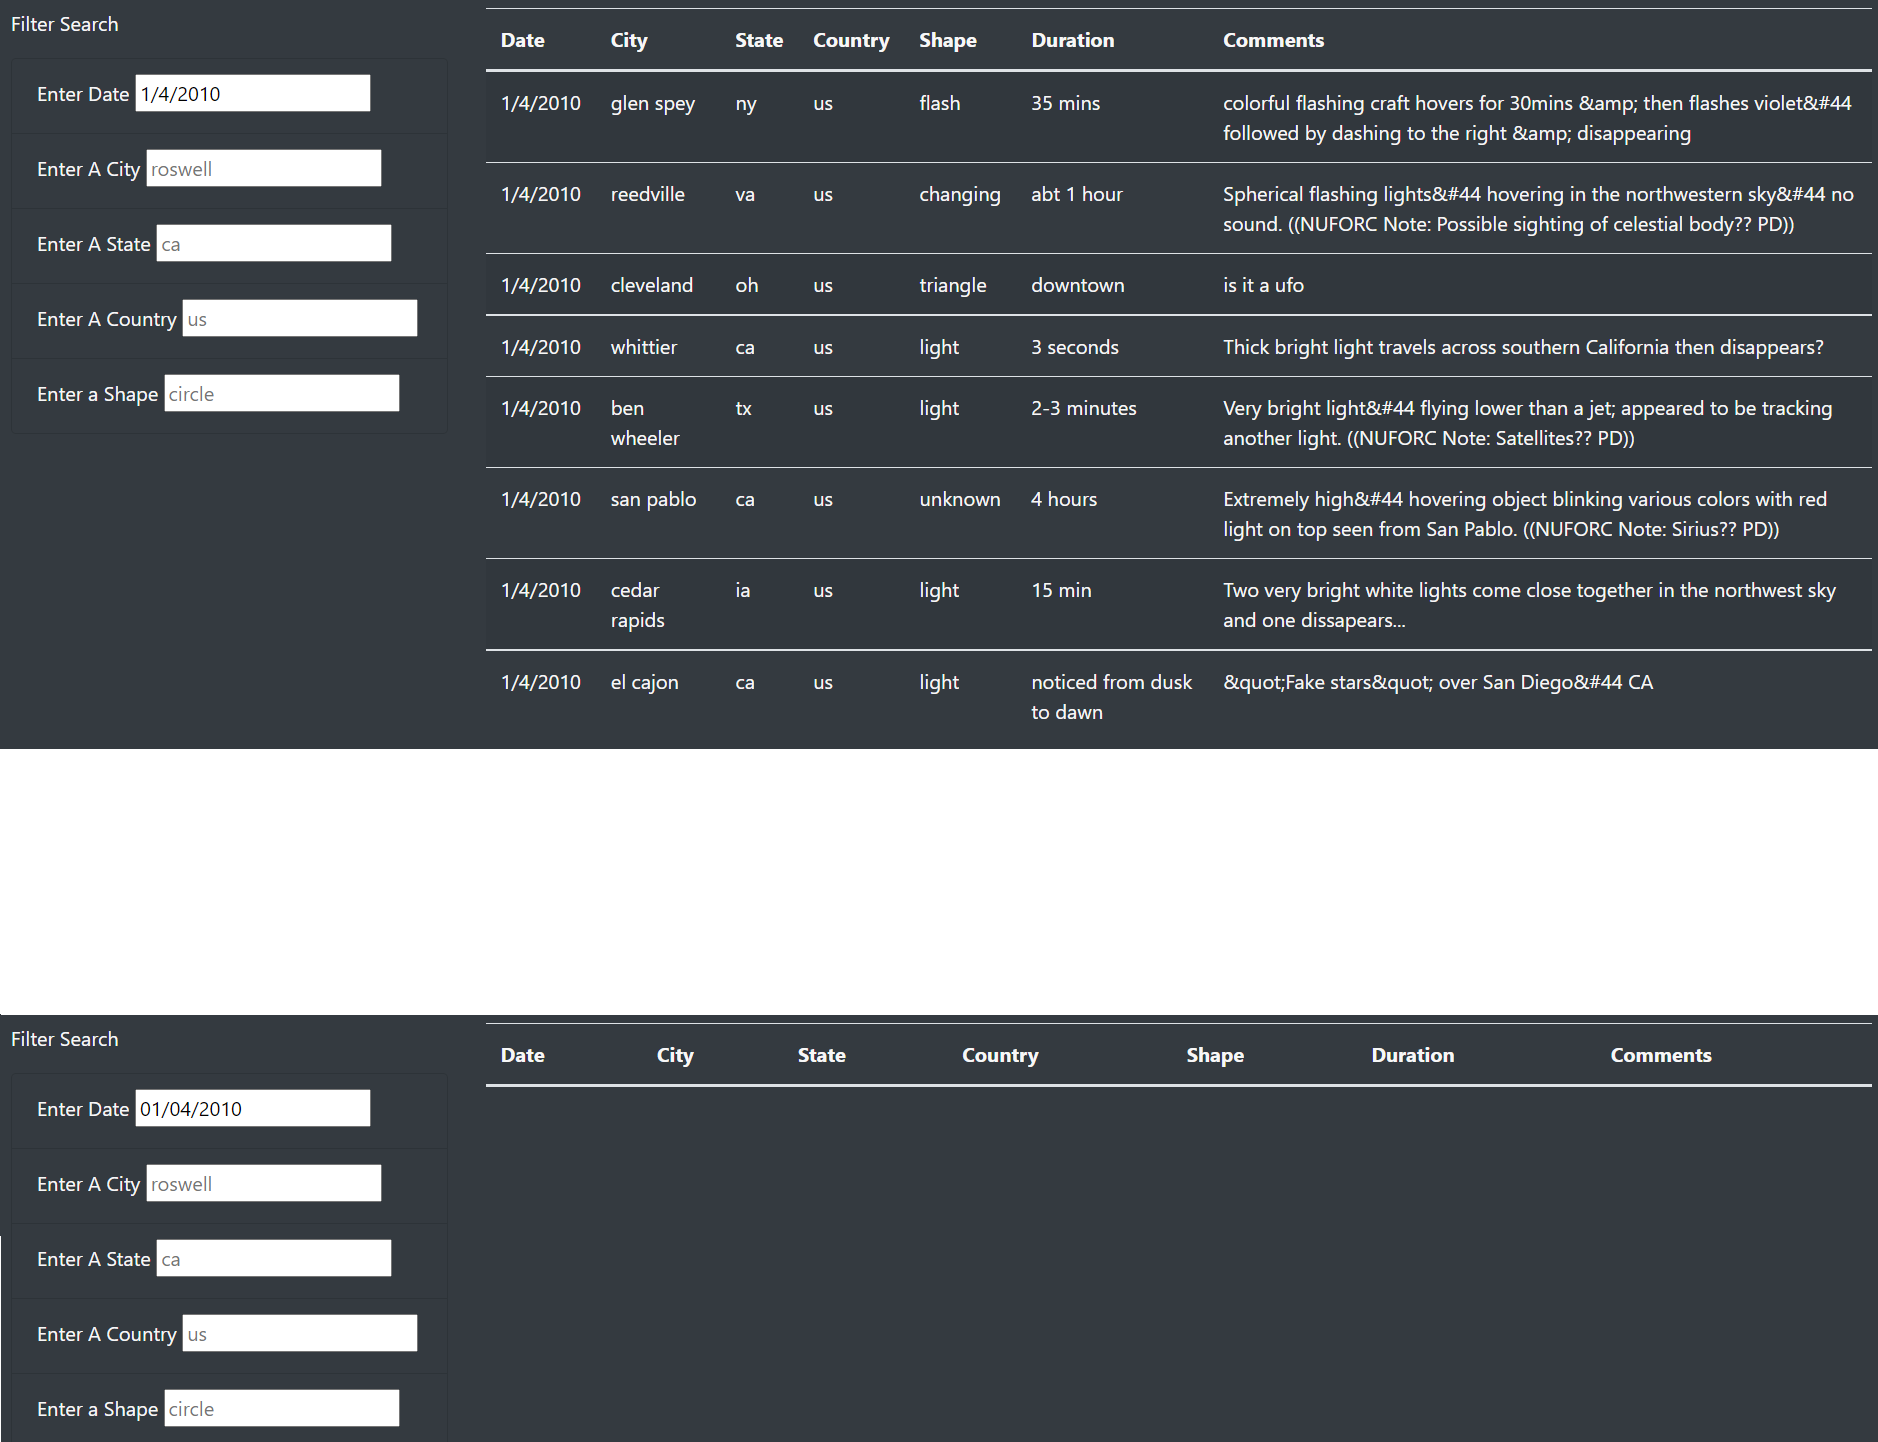 Filter Search
Enter Date 1/4/2010
Enter A City roswell
Enter A State ca
Enter A Country us
Enter a Shape circle
Date City State Country Shape Duration Comments
1/4/2010 glen spey ny us flash 35 mins colorful flashing craft hovers for 30mins &amp; then flashes violet&#44
followed by dashing to the right &amp; disappearing
1/4/2010 reedville va us changing abt 1 hour Spherical flashing lights&#44 hovering in the northwestern sky&#44 no
sound. ((NUFORC Note: Possible sighting of celestial body?? PD))
1/4/2010 cleveland oh us triangle downtown is it a ufo
1/4/2010 whittier ca us light 3 seconds Thick bright light travels across southern California then disappears?
1/4/2010 ben tx us light 2-3 minutes Very bright light&#44 flying lower than a jet; appeared to be tracking
wheeler another light. ((NUFORC Note: Satellites?? PD))
1/4/2010 san pablo ca us unknown 4 hours Extremely high&#44 hovering object blinking various colors with red
light on top seen from San Pablo. ((NUFORC Note: Sirius?? PD))
1/4/2010 cedar ia us light 15 min Two very bright white lights come close together in the northwest sky
rapids and one dissapears...
1/4/2010 el cajon ca us light noticed from dusk &quot;Fake stars&quot; over San Diego&#44 CA
to dawn
Filter Search
Enter Date 01/04/2010
Enter A City roswell
Enter A State ca
Enter A Country us
Enter a Shape circle
Date City State Country Shape Duration Comments